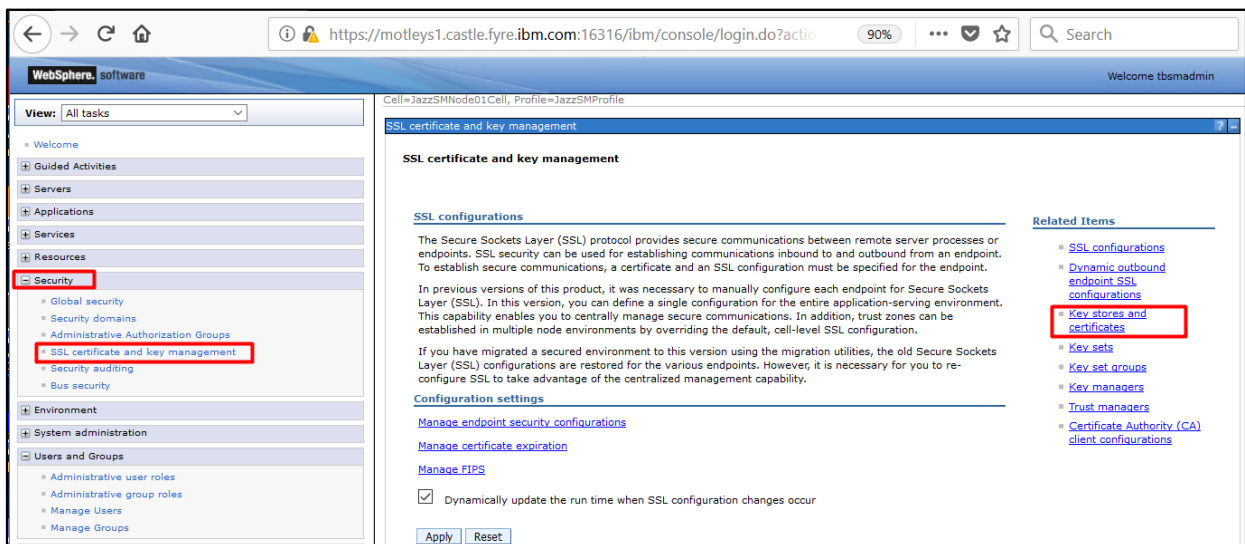 https://motleys1.castle.fyre.ibm.com:16316/ibm/console/login.do?actio
90%
Search
WebSphere. software
Welcome tbsmadmin
View: All tasks
Welcome
Guided Activities
Servers
Applications
Services
Resources
Security
Global security
Security domains
Administrative Authorization Groups
SSL certificate and key management
Security auditing
Bus security
Environment
System administration
Users and Groups
Administrative user roles
Administrative group roles
Manage Users
Manage Groups
Cell=JazzSMNode01Cell, Profile=JazzSMProfile
SSL certificate and key management
? -
SSL certificate and key management
SSL configurations
The Secure Sockets Layer (SSL) protocol provides secure communications between remote server processes or
endpoints. SSL security can be used for establishing communications inbound to and outbound from an endpoint.
To establish secure communications, a certificate and an SSL configuration must be specified for the endpoint.
In previous versions of this product, it was necessary to manually configure each endpoint for Secure Sockets
Layer (SSL). In this version, you can define a single configuration for the entire application-serving environment.
This capability enables you to centrally manage secure communications. In addition, trust zones can be
established in multiple node environments by overriding the default, cell-level SSL configuration.
If you have migrated a secured environment to this version using the migration utilities, the old Secure Sockets
Layer (SSL) configurations are restored for the various endpoints. However, it is necessary for you to re-
configure SSL to take advantage of the centralized management capability.
Configuration settings
Manage endpoint security configurations
Manage certificate expiration
Manage FIPS
Dynamically update the run time when SSL configuration changes occur
Apply Reset
Related Items
SSL configurations
Dynamic outbound
endpoint SSL
configurations
Key stores and
certificates
Key sets
Key set groups
Key managers
Trust managers
Certificate Authority (CA)
client configurations